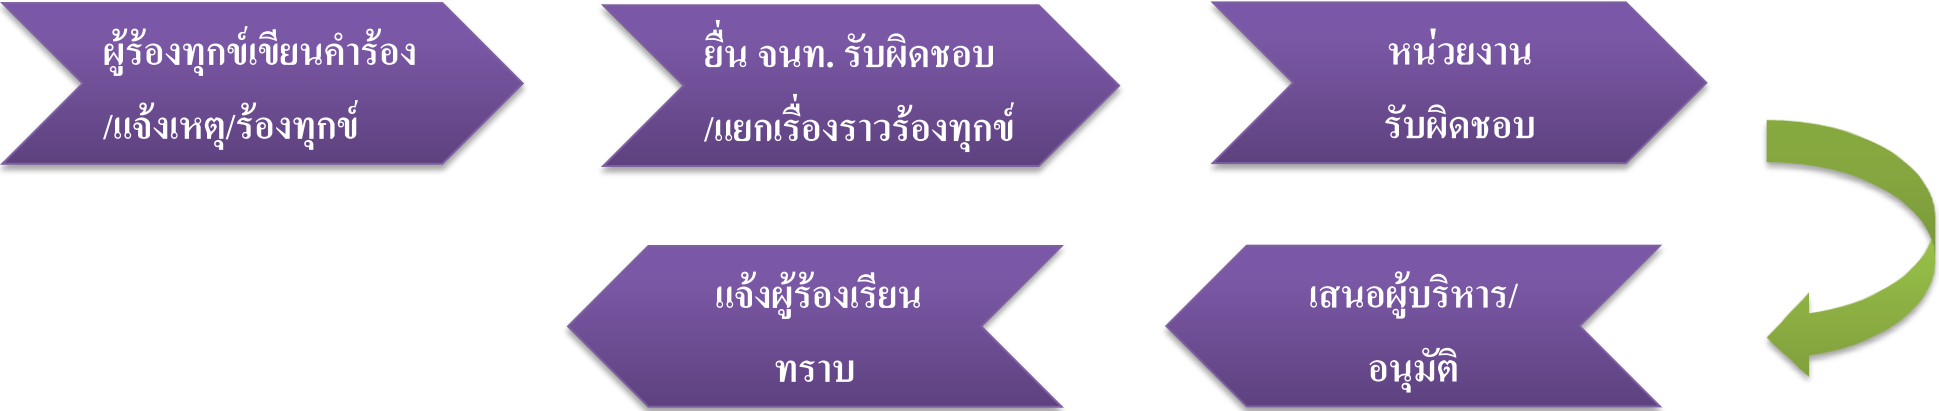 ผู้ร้องทุกข์เขียนคำร้อง
/แจ้งเหตุ/ร้องทุกข์
ยื่น จนท. รับผิดชอบ
/แยกเรื่องราวร้องทุกข์
หน่วยงาน
รับผิดชอบ
เสนอผู้บริหาร/
อนุมัติ
แจ้งผู้ร้องเรียน
ทราบ